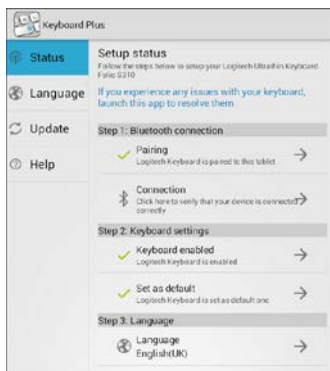 Keyboard Plus
Status
Language
Update
Help
Setup status
Follow the steps below to setup your Logitech Ultrathin Keyboard
Folio S310
If you experience any issues with your keyboard,
launch this app to resolve them.
Step 1: Bluetooth connection
Pairing
Logitech Keyboard is paired to this tablet
Connection
Click here to verify that your device is connected
correctly
Step 2: Keyboard settings
Keyboard enabled
Logitech Keyboard is enabled
Set as default
Logitech Keyboard is set as default one
Step 3: Language
Language
English(UK)